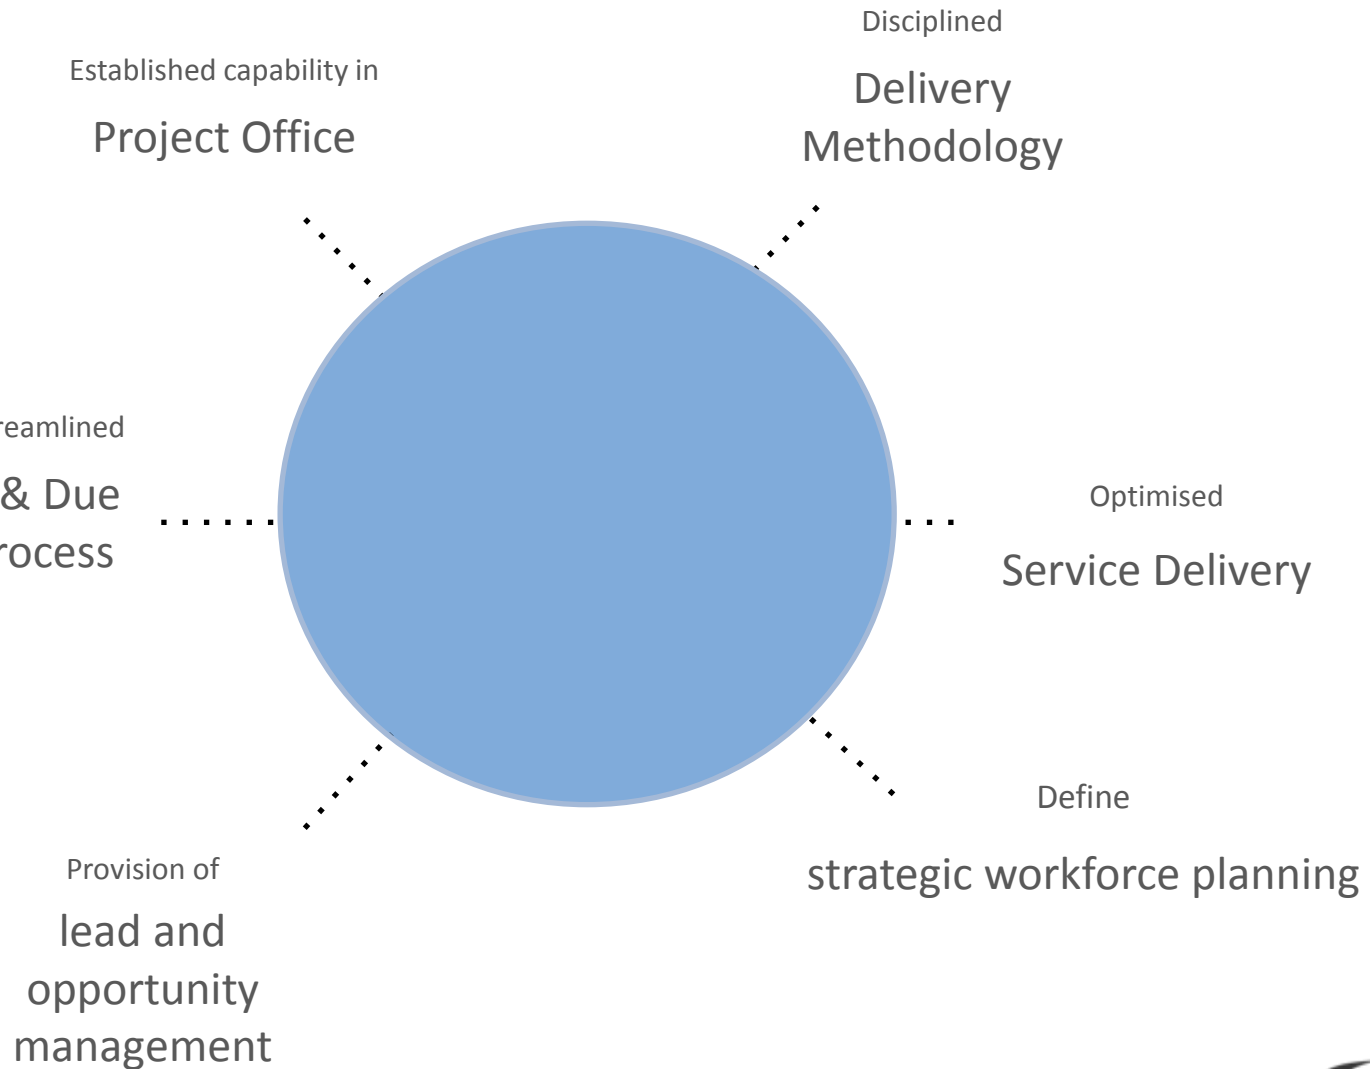 Disciplined
Delivery
Methodology
Established capability in
Project Office
reamlined
& Due
rocess
Optimised
Service Delivery
Define
strategic workforce planning
Provision of
lead and
opportunity
management